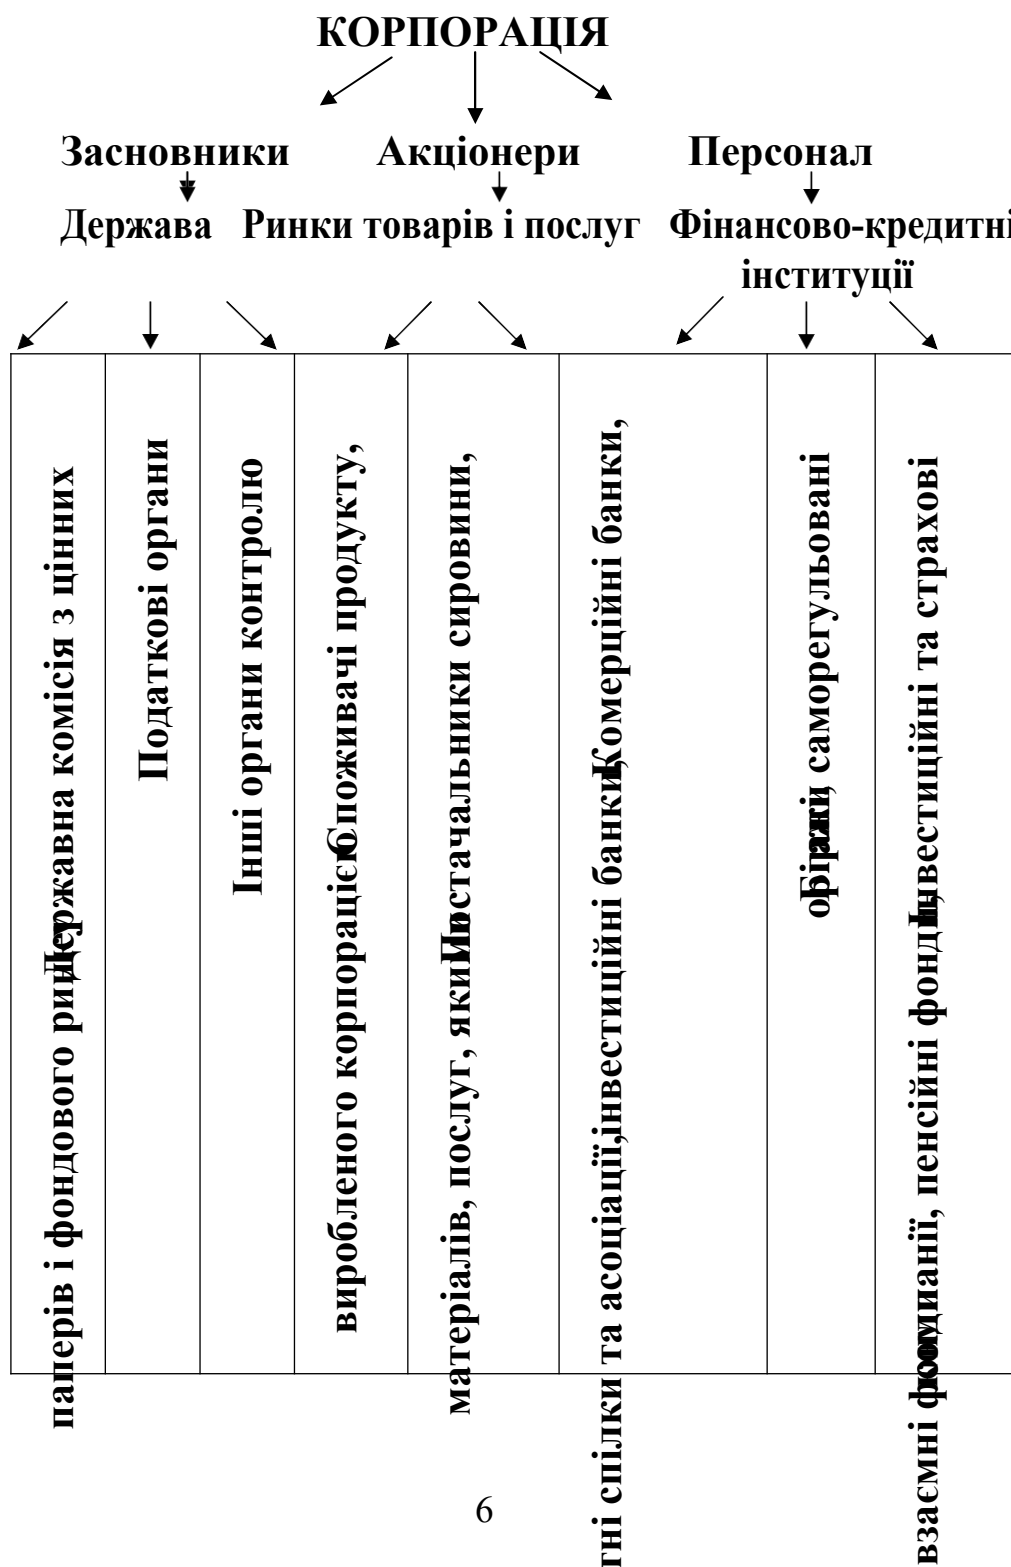 КОРПОРАЦІЯ
Засновники Акціонери Персонал
Держава Ринки товарів і послуг Фінансово-кредитні
інституції
Державна комісія з цінних
паперів і фондового ринку
Податкові органи
Інші органи контролю
Споживачі продукту,
виробленого корпорацією
Постачальники сировини,
матеріалів, послуг, які
Комерційні банки,
інвестиційні банки,
спілки та асоціації,
Біржі, саморегульовані
Інвестиційні та страхові
компанії, пенсійні фонди,
взаємні фонди
6